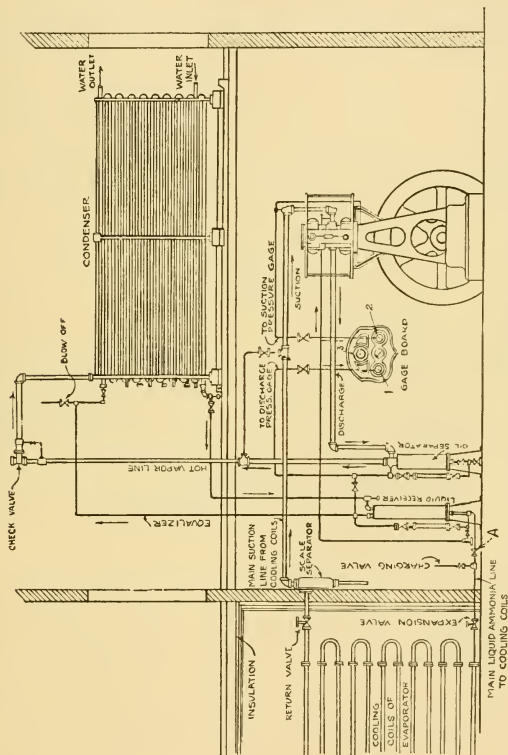 WATER
OUTLET
WATER
INLET
CONDENSER
BLOW OFF
CHECK VALVE
HOT VAPOR LINE
EQUALIZER
TO SUCTION
PRESSURE GAGE
TO DISCHARGE
PRESS. GAGE
SUCTION
DISCHARGE
3
2
1
GAGE BOARD
OIL SEPARATOR
LIQUID RECEIVER
MAIN SUCTION
LINE FROM
COOLING COILS
SCALE
SEPARATOR
CHARGING VALVE
A
INSULATION
RETURN VALVE
EXPANSION VALVE
COOLING
COILS OF
EVAPORATOR
MAIN LIQUID AMMONIA LINE
TO COOLING COILS